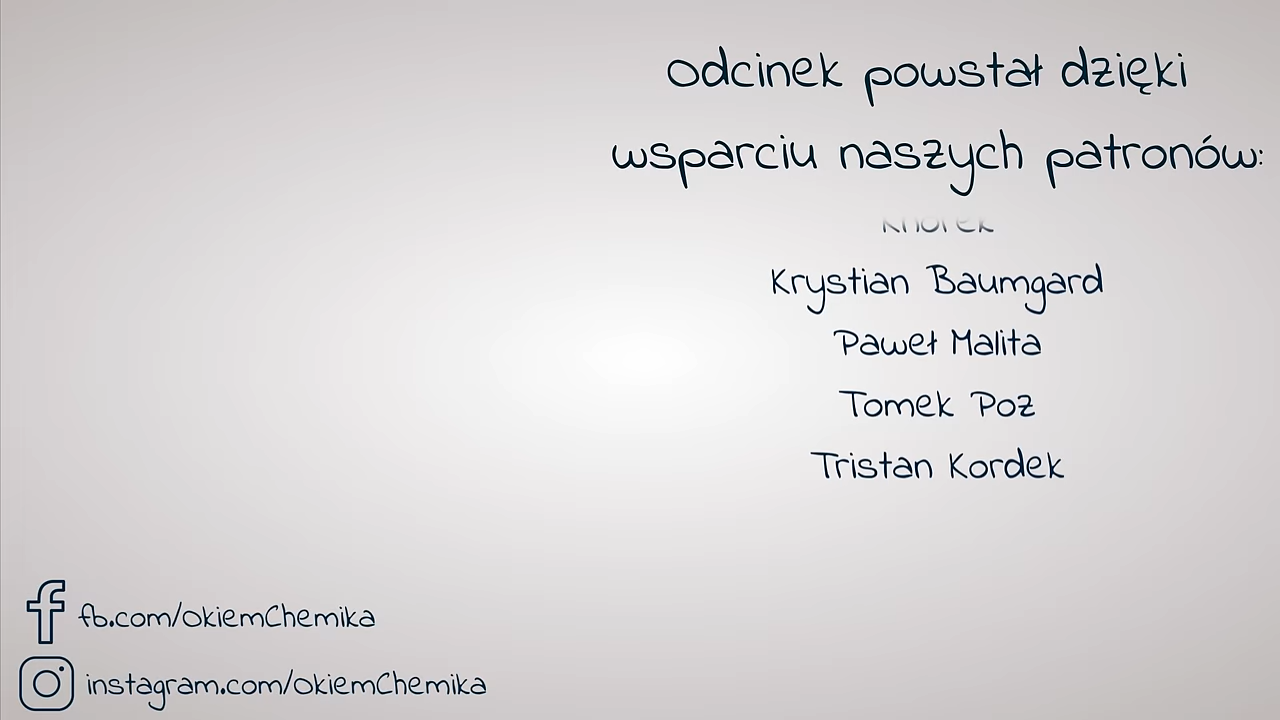 Odcinek powstał dzięki
wsparciu naszych patronów:
Krystian Baumgard
Paweł Malita
Tomek Poz
Tristan Kordek
fb.com/OkiemChemika
instagram.com/OkiemChemika